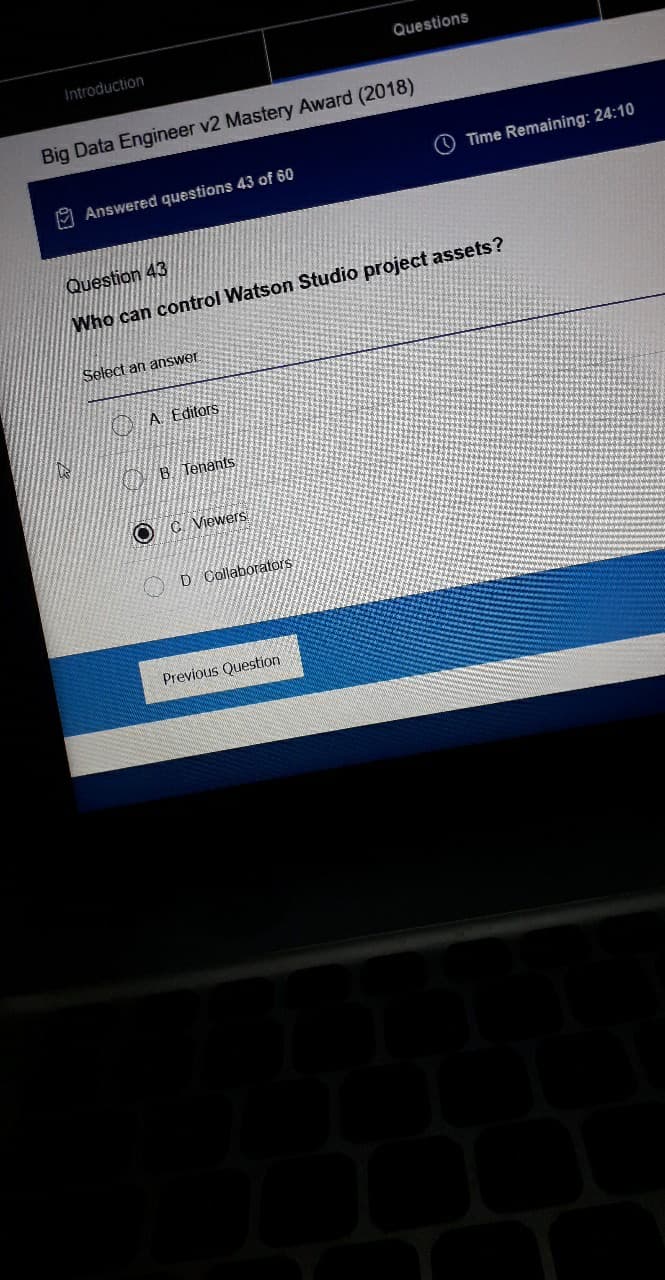 Introduction
Questions
Big Data Engineer v2 Mastery Award (2018)
Answered questions 43 of 60
Time Remaining: 24:10
Question 43
Who can control Watson Studio project assets?
Select an answer
A. Editors
B Tenants
C Viewers
D Collaborators
Previous Question